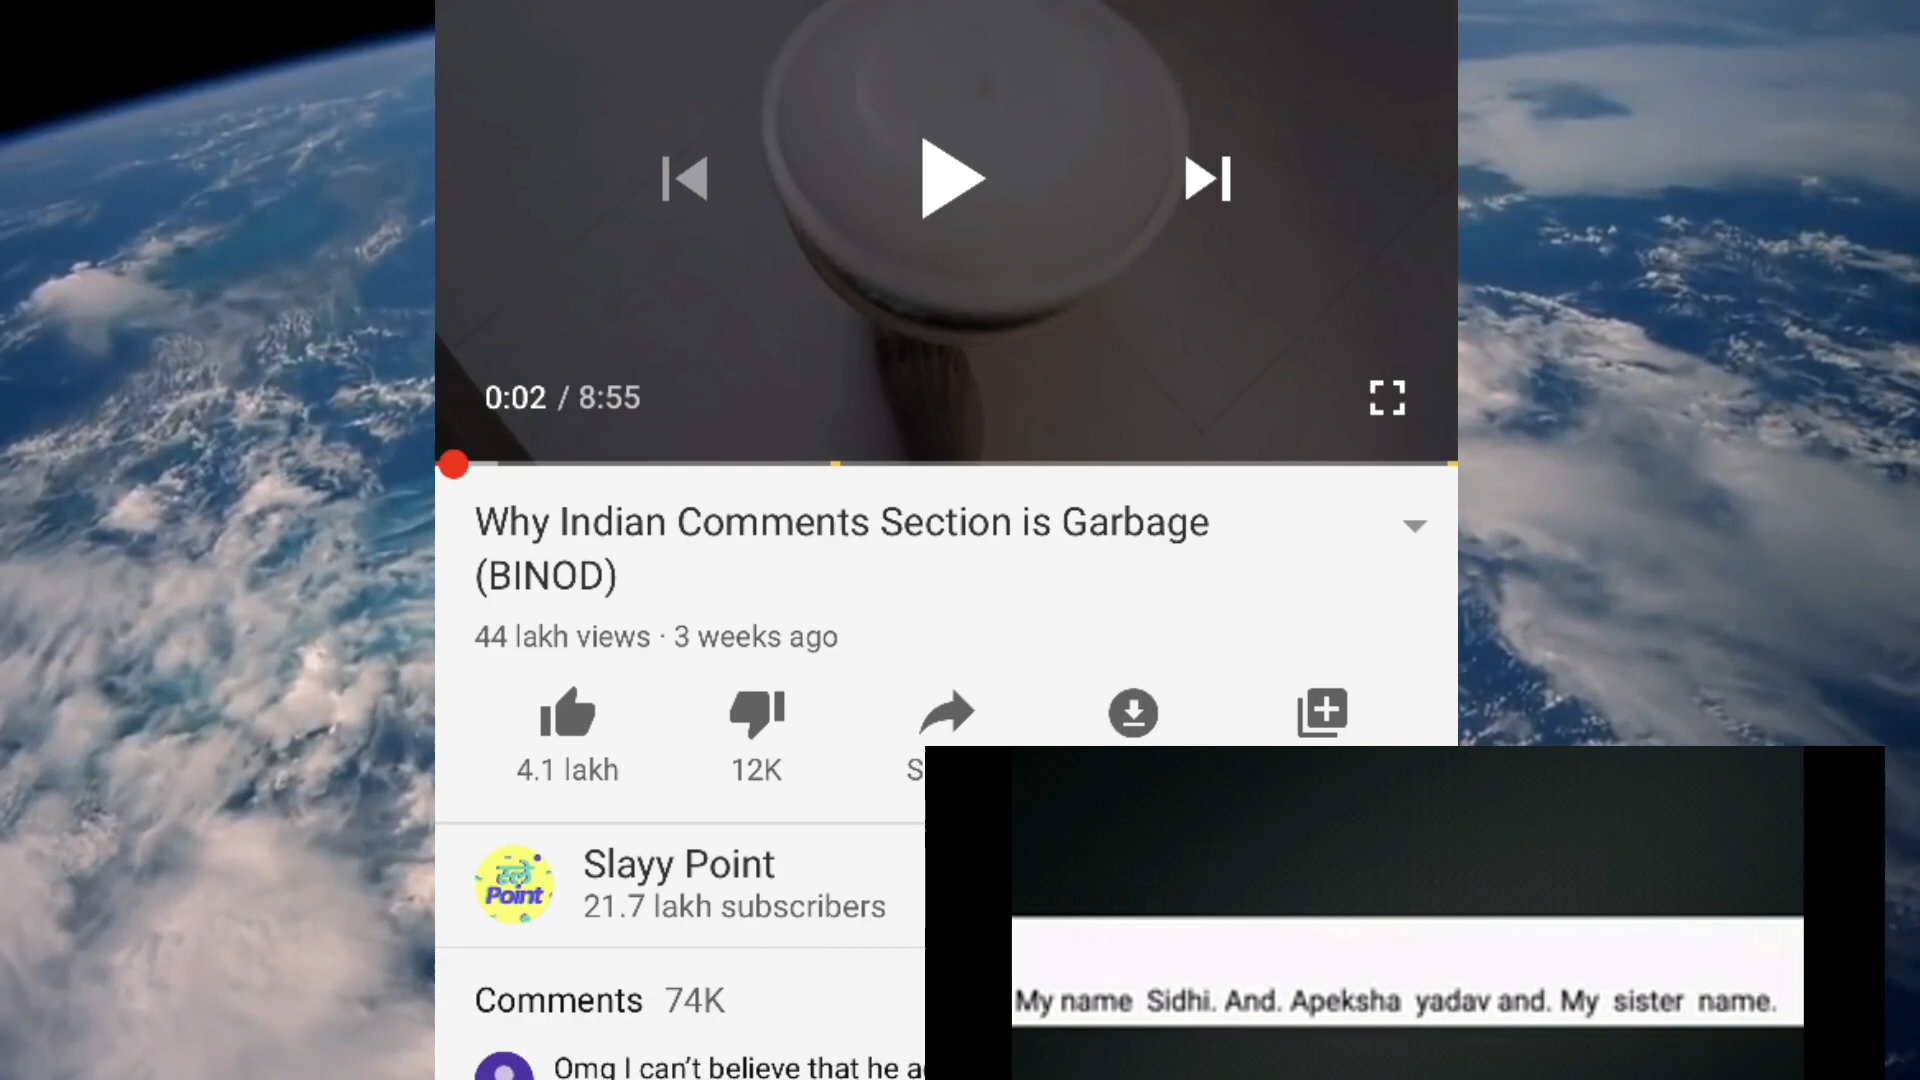 0:02 / 8:55
Why Indian Comments Section is Garbage
(BINOD)
44 lakh views · 3 weeks ago
4.1 lakh
12K
S
स्ले
Point
Slayy Point
21.7 lakh subscribers
Comments 74K
Omg I can't believe that he a
My name Sidhi. And. Apeksha yadav and. My sister name.